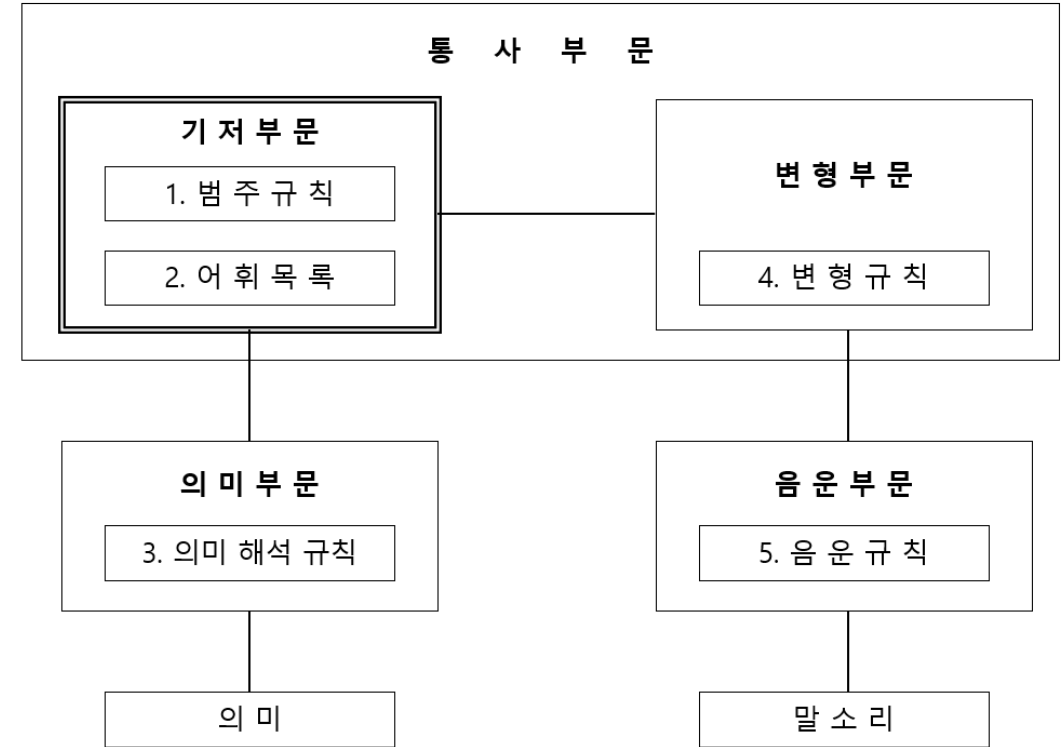 통 사 부 문
기 저 부 문
1. 범 주 규 칙
2. 어 휘 목 록
변 형 부 문
4. 변 형 규 칙
의 미 부 문
3. 의미 해석 규칙
의 미
음 운 부 문
5. 음 운 규 칙
말 소 리